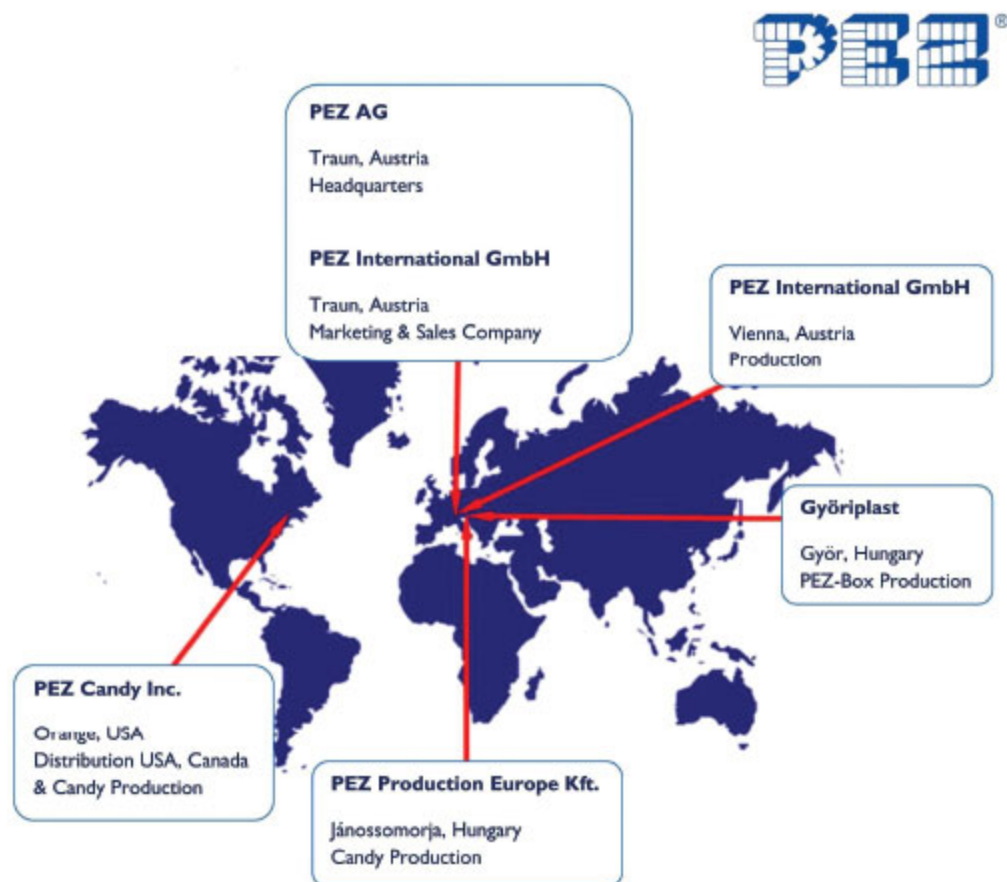 PEZ®
PEZ AG
Traun, Austria
Headquarters
PEZ International GmbH
Traun, Austria
Marketing & Sales Company
PEZ International GmbH
Vienna, Austria
Production
Győriplast
Győr, Hungary
PEZ-Box Production
PEZ Candy Inc.
Orange, USA
Distribution USA, Canada
& Candy Production
PEZ Production Europe Kft.
Jánossomorja, Hungary
Candy Production